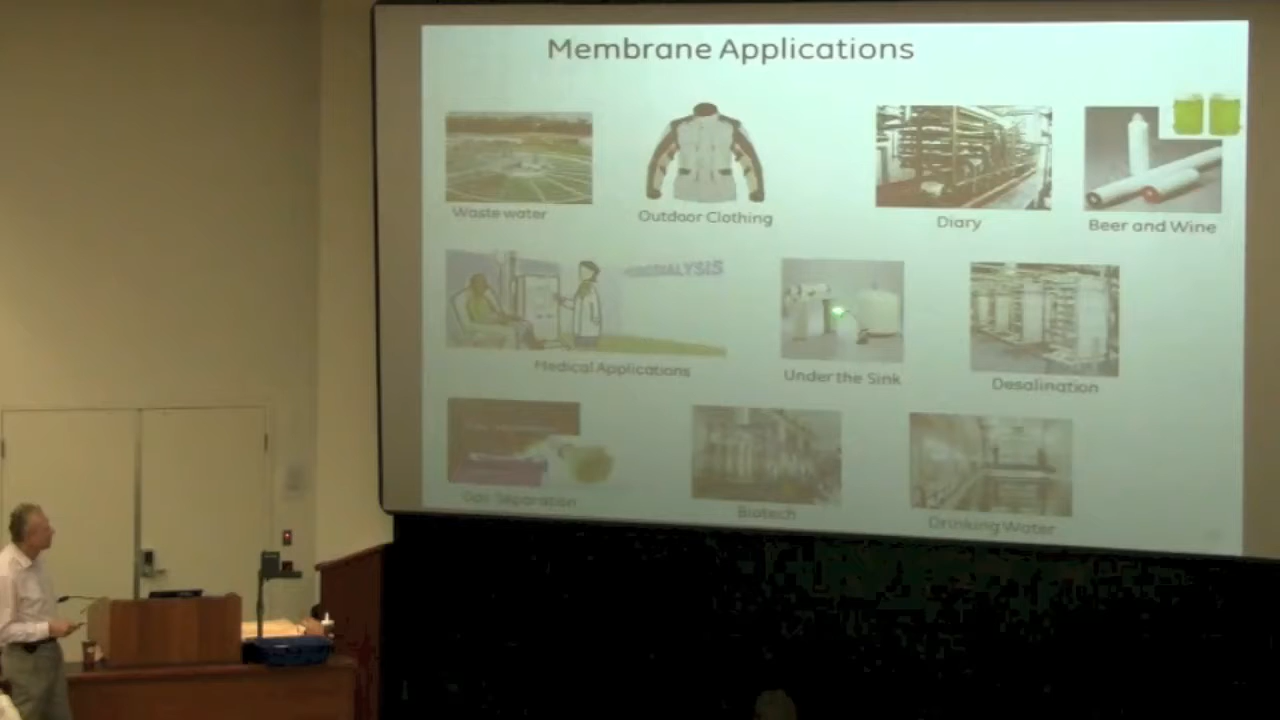 Membrane Applications
Waste water
Outdoor Clothing
Diary
Beer and Wine
Medical Applications
Under the Sink
Desalination
Gas Separation
Biotech
Drinking Water